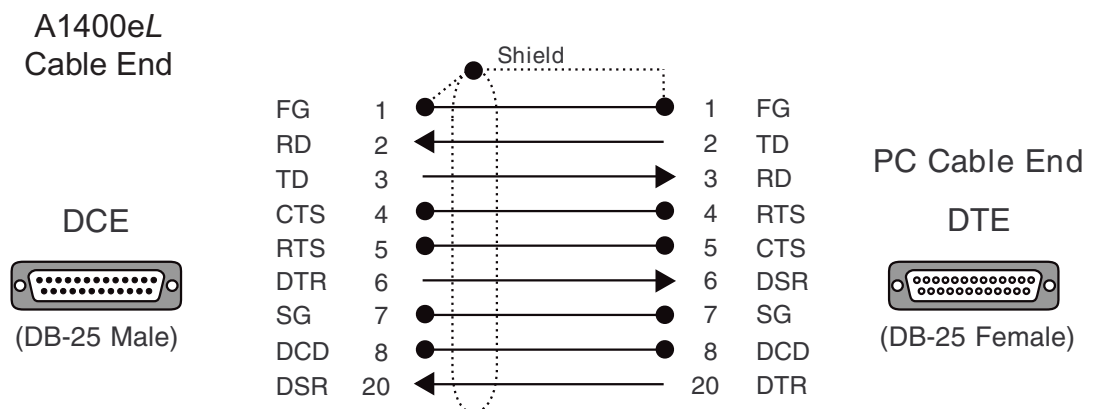 A1400eL
Cable End
Shield
FG 1 1 FG
RD 2 2 TD
TD 3 3 RD
CTS 4 4 RTS
RTS 5 5 CTS
DTR 6 6 DSR
SG 7 7 SG
DCD 8 8 DCD
DSR 20 20 DTR
DCE
(DB-25 Male)
PC Cable End
DTE
(DB-25 Female)